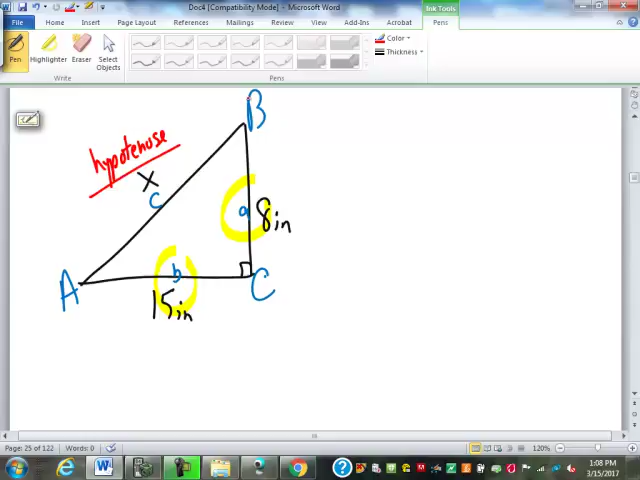 Doc4 [Compatibility Mode] - Microsoft Word
Ink Tools
File Home Insert Page Layout References Mailings Review View Add-Ins Acrobat Pens
Pen Highlighter Eraser Select Objects
Color
Thickness
Write Pens
B
hypotenuse
x
c
a 8in
A b C
15in
Page: 25 of 122 Words: 0 120%
1:08 PM
3/15/2017